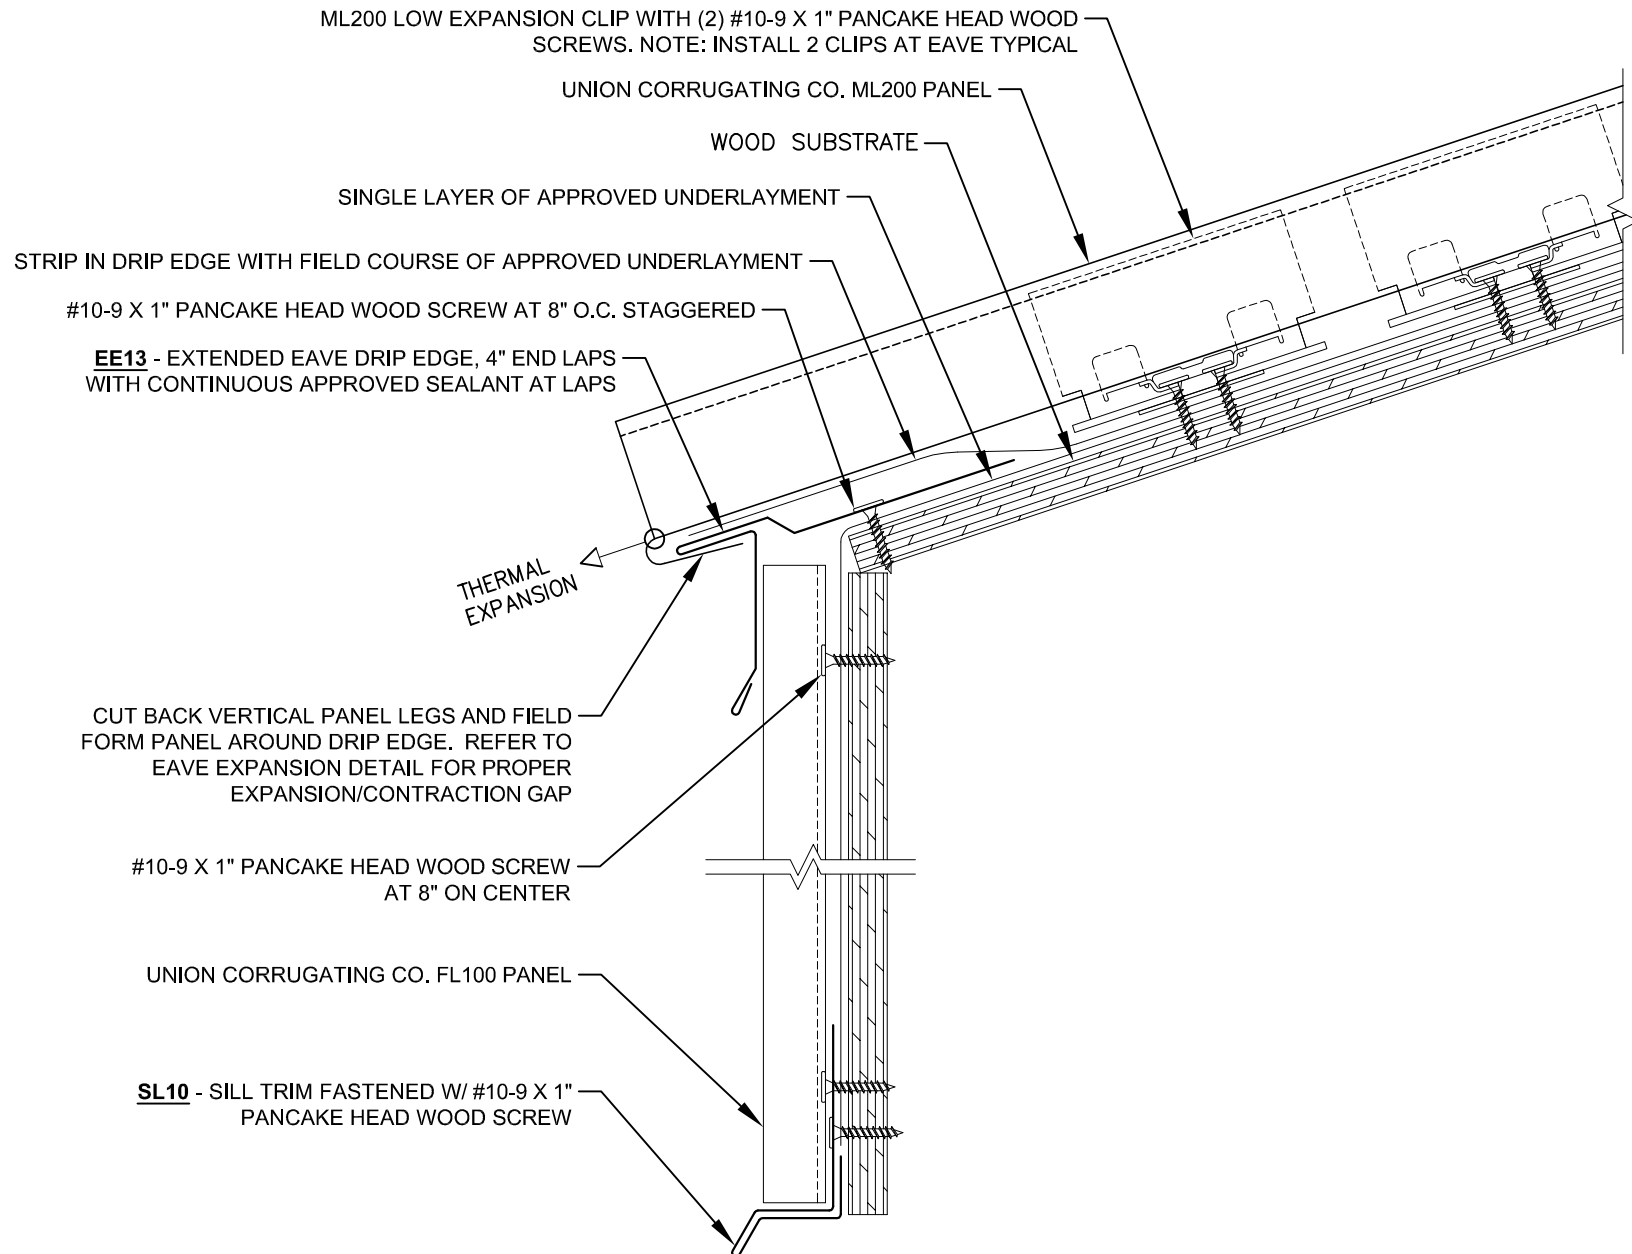 ML200 LOW EXPANSION CLIP WITH (2) #10-9 X 1" PANCAKE HEAD WOOD
SCREWS. NOTE: INSTALL 2 CLIPS AT EAVE TYPICAL
UNION CORRUGATING CO. ML200 PANEL
WOOD SUBSTRATE
SINGLE LAYER OF APPROVED UNDERLAYMENT
STRIP IN DRIP EDGE WITH FIELD COURSE OF APPROVED UNDERLAYMENT
#10-9 X 1" PANCAKE HEAD WOOD SCREW AT 8" O.C. STAGGERED
EE13 - EXTENDED EAVE DRIP EDGE, 4" END LAPS
WITH CONTINUOUS APPROVED SEALANT AT LAPS
THERMAL
EXPANSION
CUT BACK VERTICAL PANEL LEGS AND FIELD
FORM PANEL AROUND DRIP EDGE. REFER TO
EAVE EXPANSION DETAIL FOR PROPER
EXPANSION/CONTRACTION GAP
#10-9 X 1" PANCAKE HEAD WOOD SCREW
AT 8" ON CENTER
UNION CORRUGATING CO. FL100 PANEL
SL10 - SILL TRIM FASTENED W/ #10-9 X 1"
PANCAKE HEAD WOOD SCREW